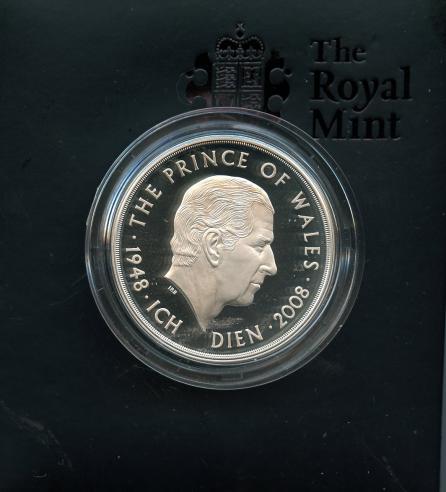 The
Royal
Mint
· THE PRINCE OF WALES ·
1948 · ICH DIEN · 2008